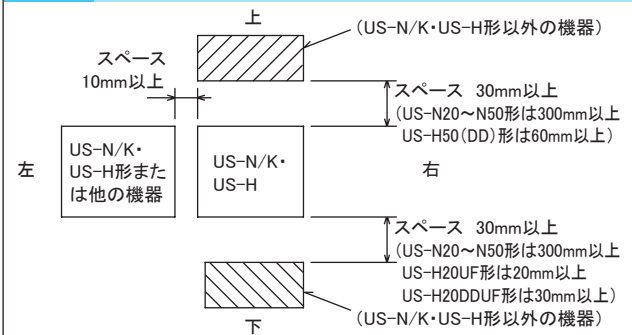 上
(US-N/K・US-H形以外の機器)
スペース
10mm以上
スペース 30mm以上
(US-N20～N50形は300mm以上
US-H50(DD)形は60mm以上)
左
US-N/K・
US-H形また
は他の機器
US-N/K・
US-H
右
スペース 30mm以上
(US-N20～N50形は300mm以上
US-H20UF形は20mm以上
US-H20DDUF形は30mm以上)
(US-N/K・US-H形以外の機器)
下